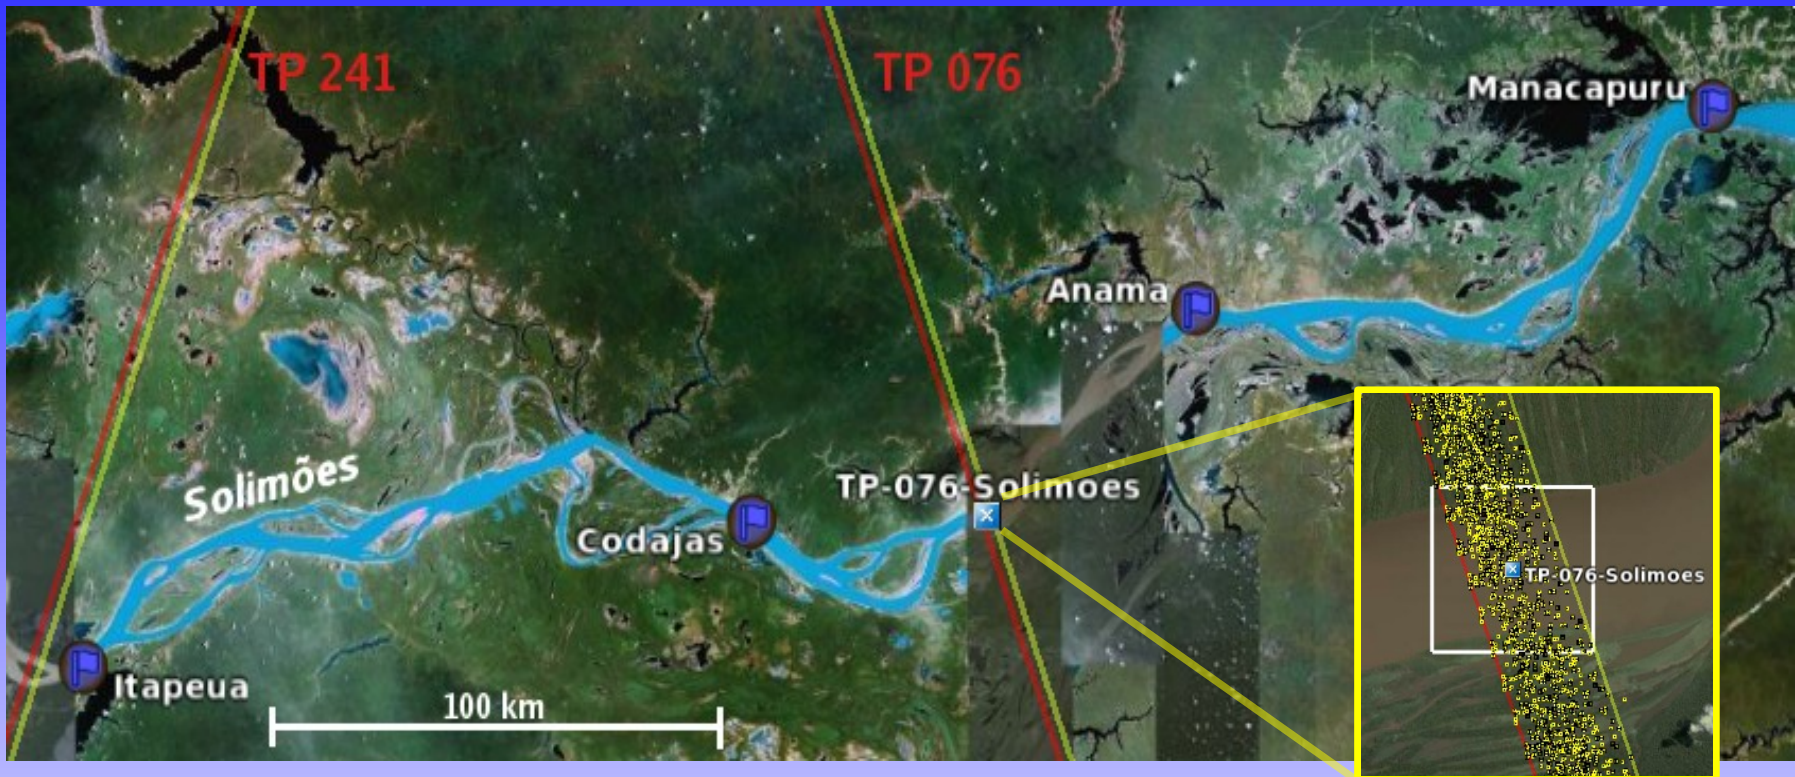 TP 241
TP 076
Manacapuru
Anama
Solimões
TP-076-Solimoes
Codajas
TP-076-Solimoes
Itapeua
100 km